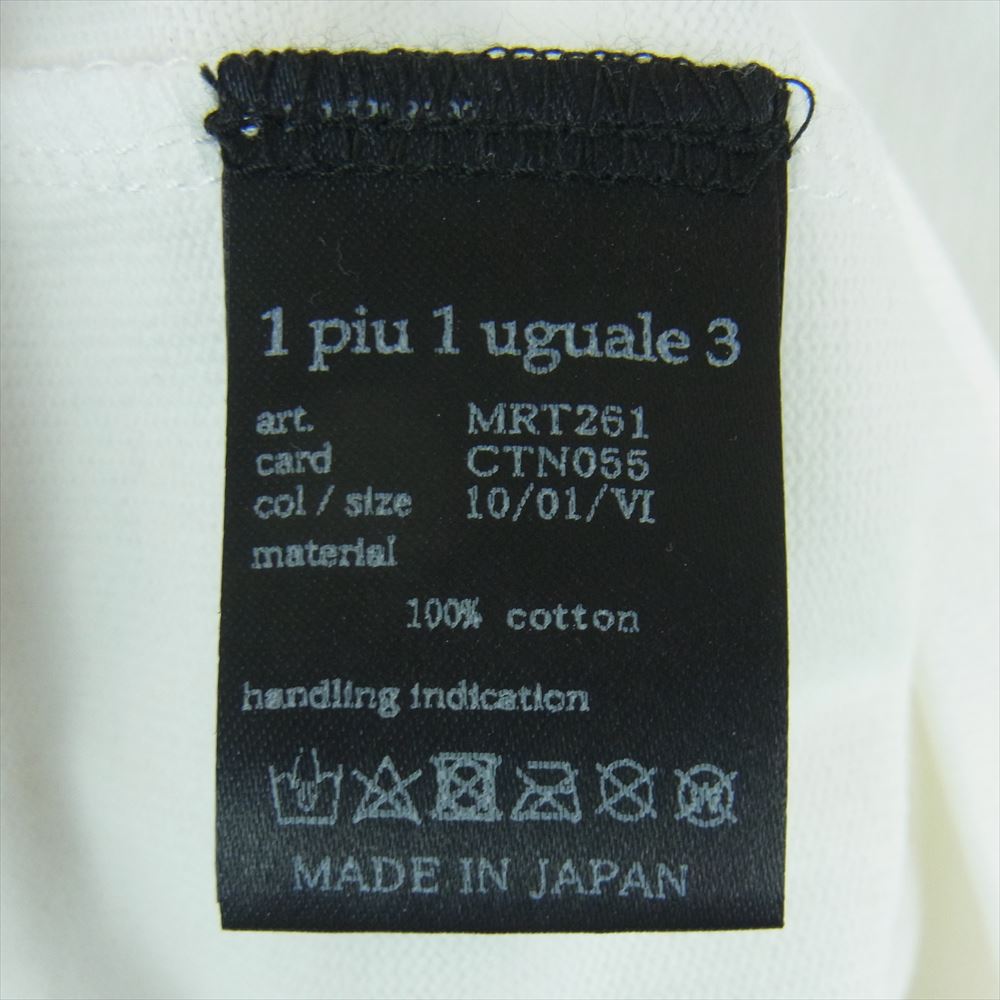 1 piu 1 uguale 3
art. MRT261
card CTN055
col / size 10/01/VI
material
100% cotton
handling indication
MADE IN JAPAN